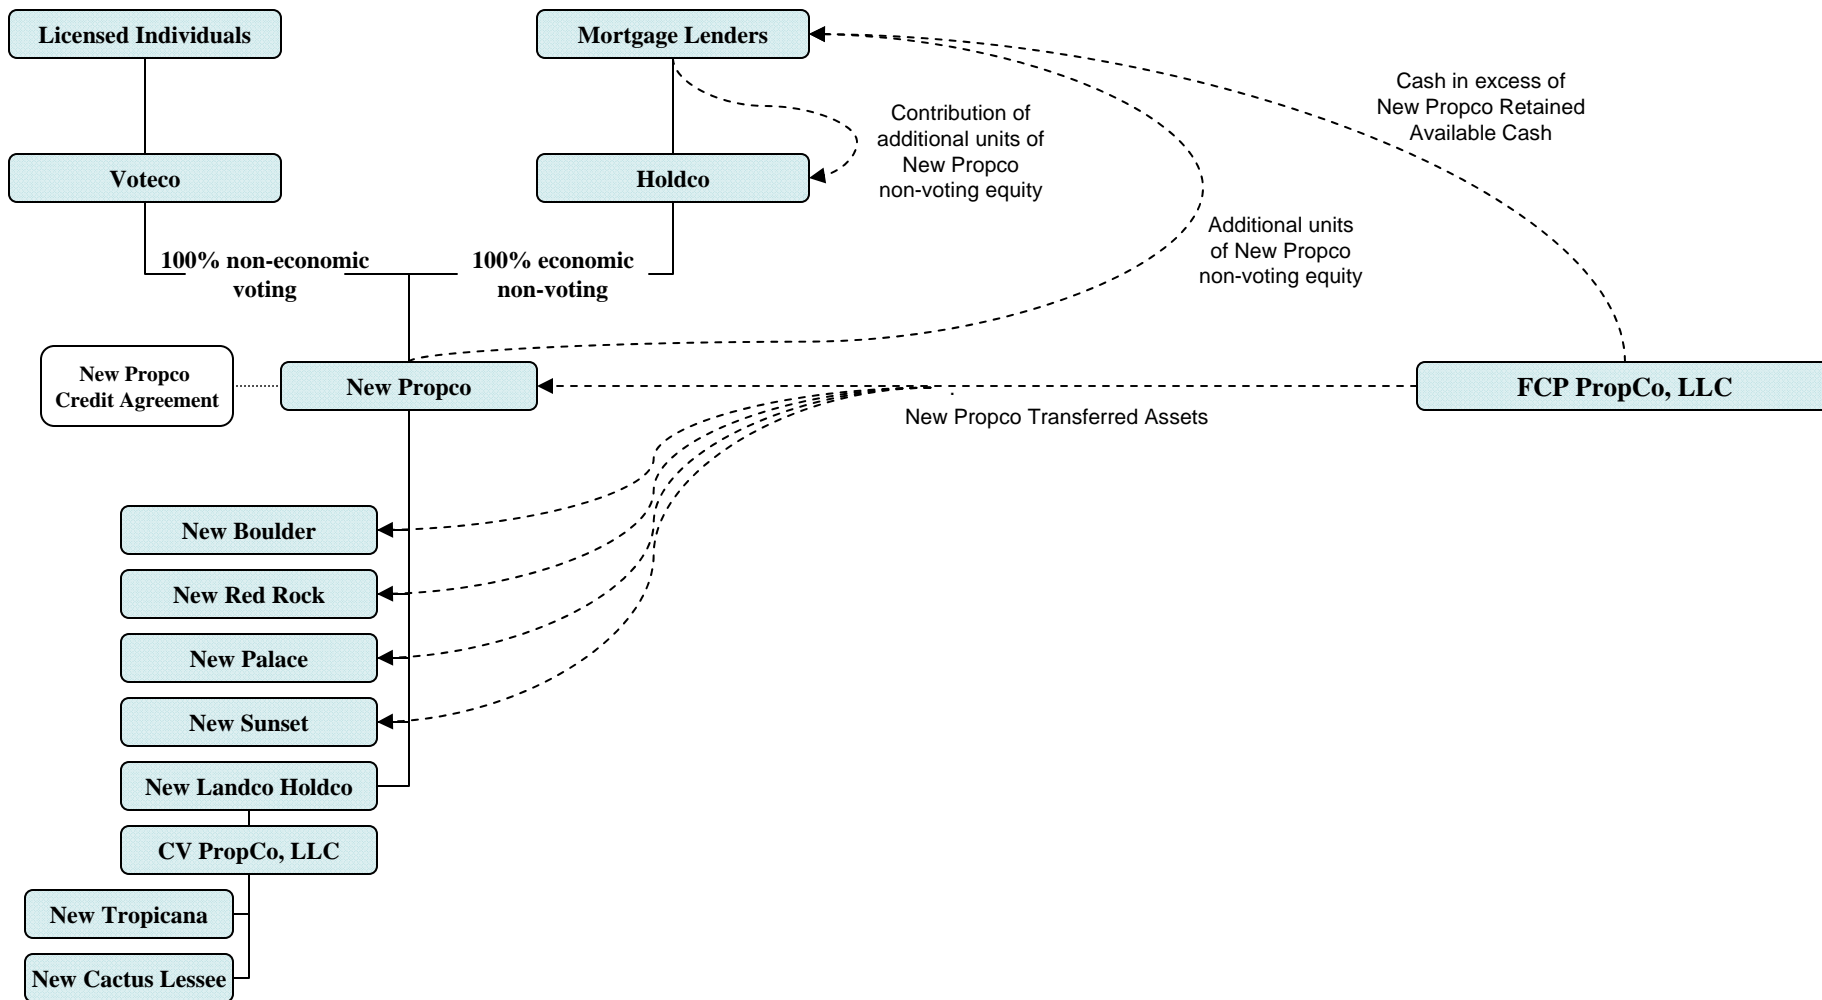 Licensed Individuals
Mortgage Lenders
Cash in excess of
New Propco Retained
Available Cash
Contribution of
additional units of
New Propco
non-voting equity
Voteco
Holdco
Additional units
of New Propco
non-voting equity
100% non-economic
voting
100% economic
non-voting
New Propco
Credit Agreement
New Propco
FCP PropCo, LLC
New Propco Transferred Assets
New Boulder
New Red Rock
New Palace
New Sunset
New Landco Holdco
CV PropCo, LLC
New Tropicana
New Cactus Lessee